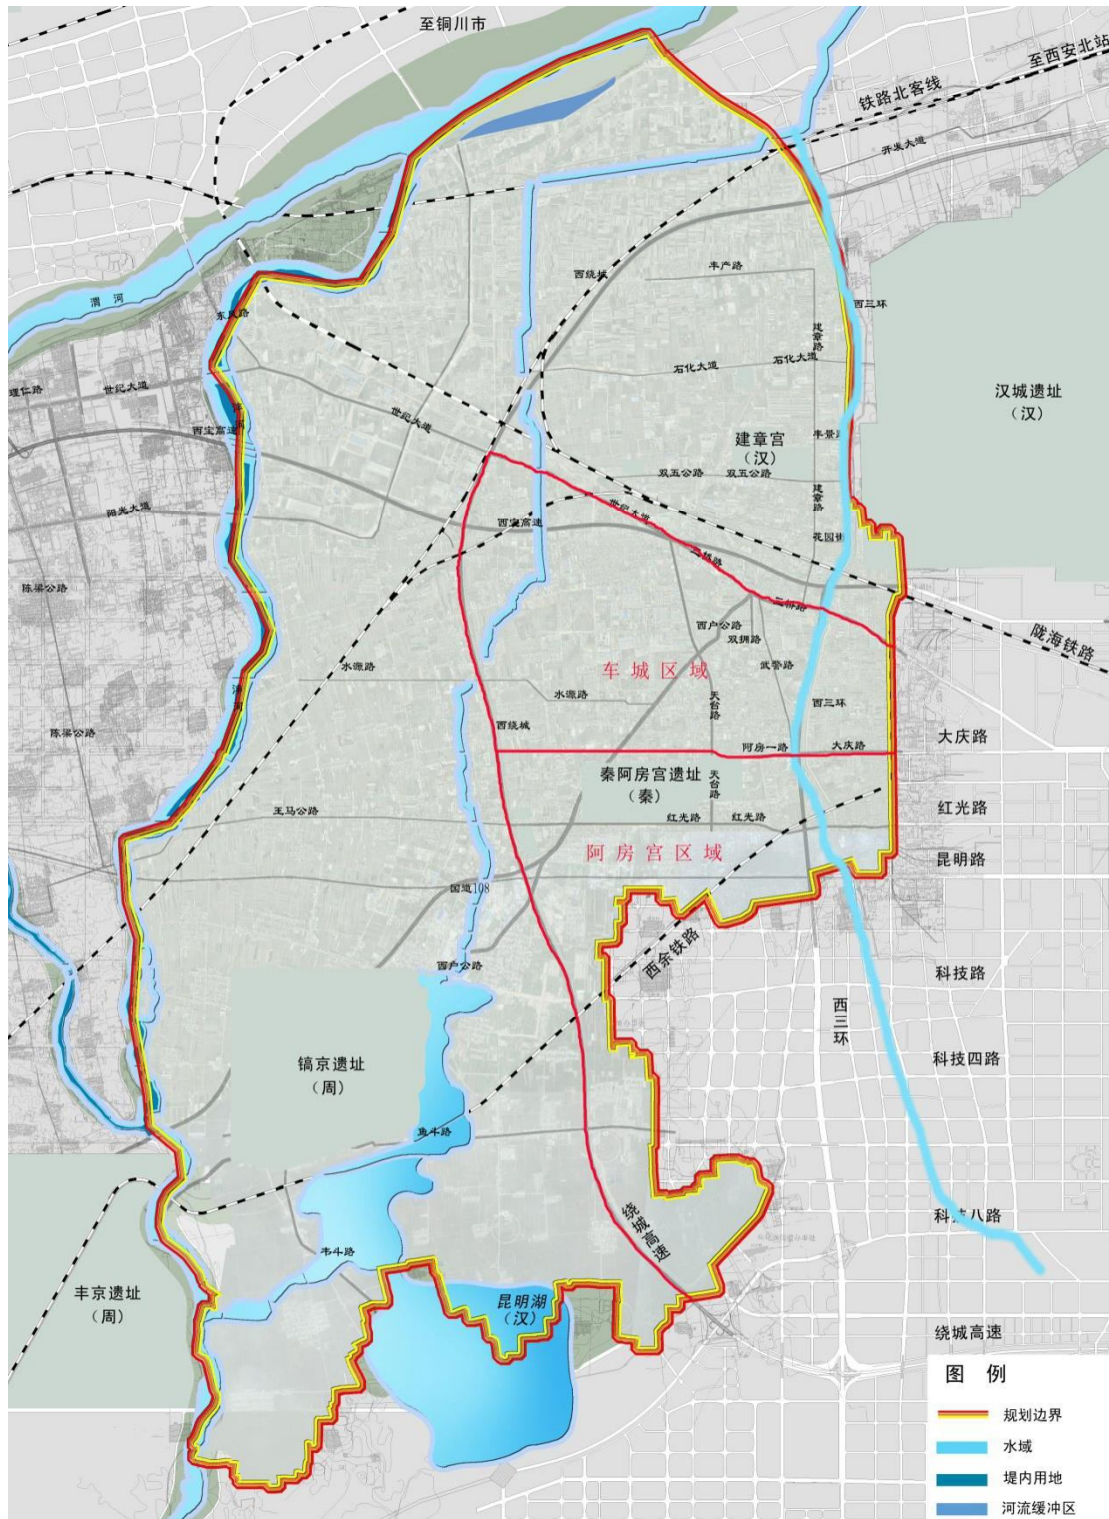 至铜川市
至西安北站
铁路北客线
开发大道
西绕城
丰产路
渭 河
东风路
西三环
建章路
石化大道
石化大道
理仁路
世纪大道
汉城遗址
（汉）
世纪大道
西宝高速
建章宫
（汉）
丰景路
双五公路
双五公路
建章路
阳光大道
西宝高速
世纪大道
花园街
三桥路
陈梁公路
三桥路
西户公路
双拥路
陇海铁路
水源路
车城区域
武警路
水源路
天台路
西三环
沣河
陈梁公路
西绕城
阿房一路
大庆路
大庆路
秦阿房宫遗址
（秦）
天台路
王马公路
红光路
红光路
红光路
阿房宫区域
昆明路
国道108
西户公路
西余铁路
科技路
西三环
镐京遗址
（周）
科技四路
鱼斗路
绕城高速
科技八路
韦斗路
丰京遗址
（周）
昆明湖
（汉）
绕城高速
图 例
规划边界
水域
堤内用地
河流缓冲区